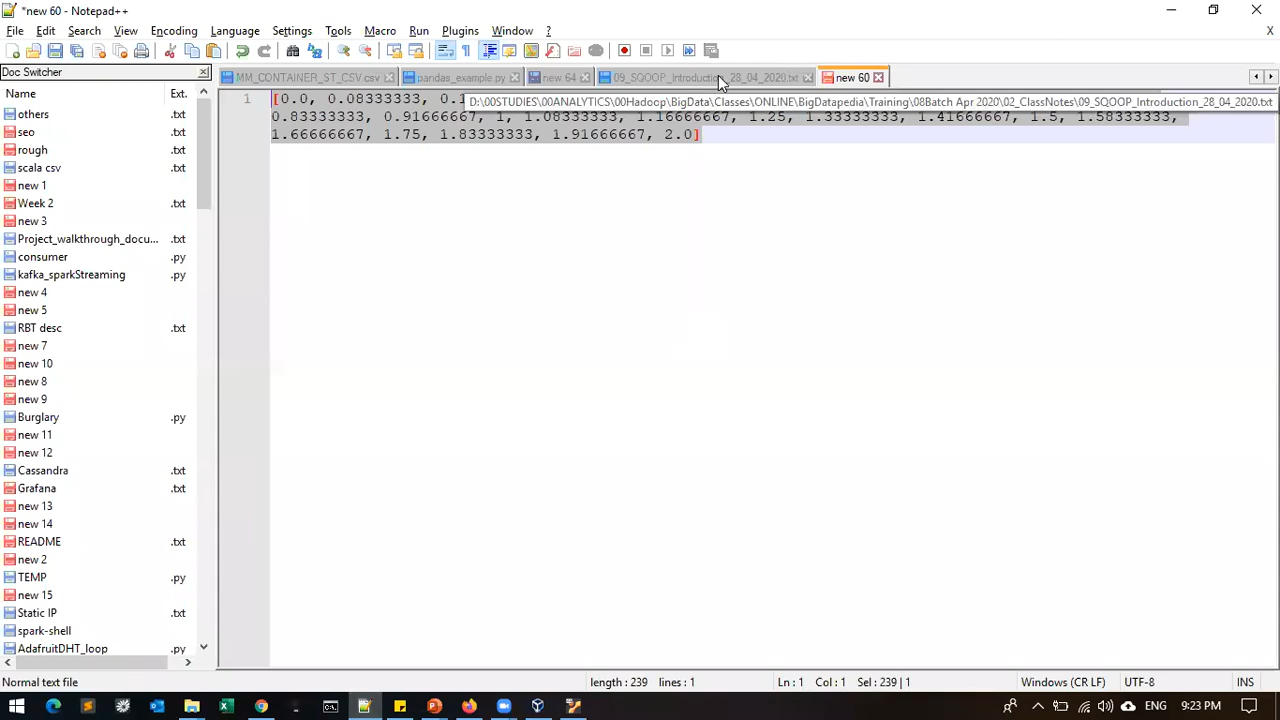 *new 60 - Notepad++
File Edit Search View Encoding Language Settings Tools Macro Run Plugins Window ?
Doc Switcher
MM_CONTAINER_ST_CSV.csv
pandas_example.py
new 64
09_SQOOP_Introduction_28_04_2020.txt
new 60
Name Ext.
others .txt
seo .txt
rough .txt
scala csv .txt
new 1
Week 2 .txt
new 3
Project_walkthrough_docu... .txt
consumer .py
kafka_sparkStreaming .py
new 4
new 5
RBT desc .txt
new 7
new 10
new 8
new 9
Burglary .py
new 11
new 12
Cassandra .txt
Grafana .txt
new 13
new 14
README .txt
new 2
TEMP .py
new 15
Static IP .txt
spark-shell
AdafruitDHT_loop .py
1 [0.0, 0.08333333, 0.1
D:\00STUDIES\00ANALYTICS\00Hadoop\BigData\Classes\ONLINE\BigDatapedia\Training\08Batch Apr 2020\02_ClassNotes\09_SQOOP_Introduction_28_04_2020.txt
0.83333333, 0.91666667, 1, 1.08333333, 1.16666667, 1.25, 1.33333333, 1.41666667, 1.5, 1.58333333,
1.66666667, 1.75, 1.83333333, 1.91666667, 2.0]
Normal text file length : 239 lines : 1 Ln : 1 Col : 1 Sel : 239 | 1 Windows (CR LF) UTF-8 INS
ENG 9:23 PM